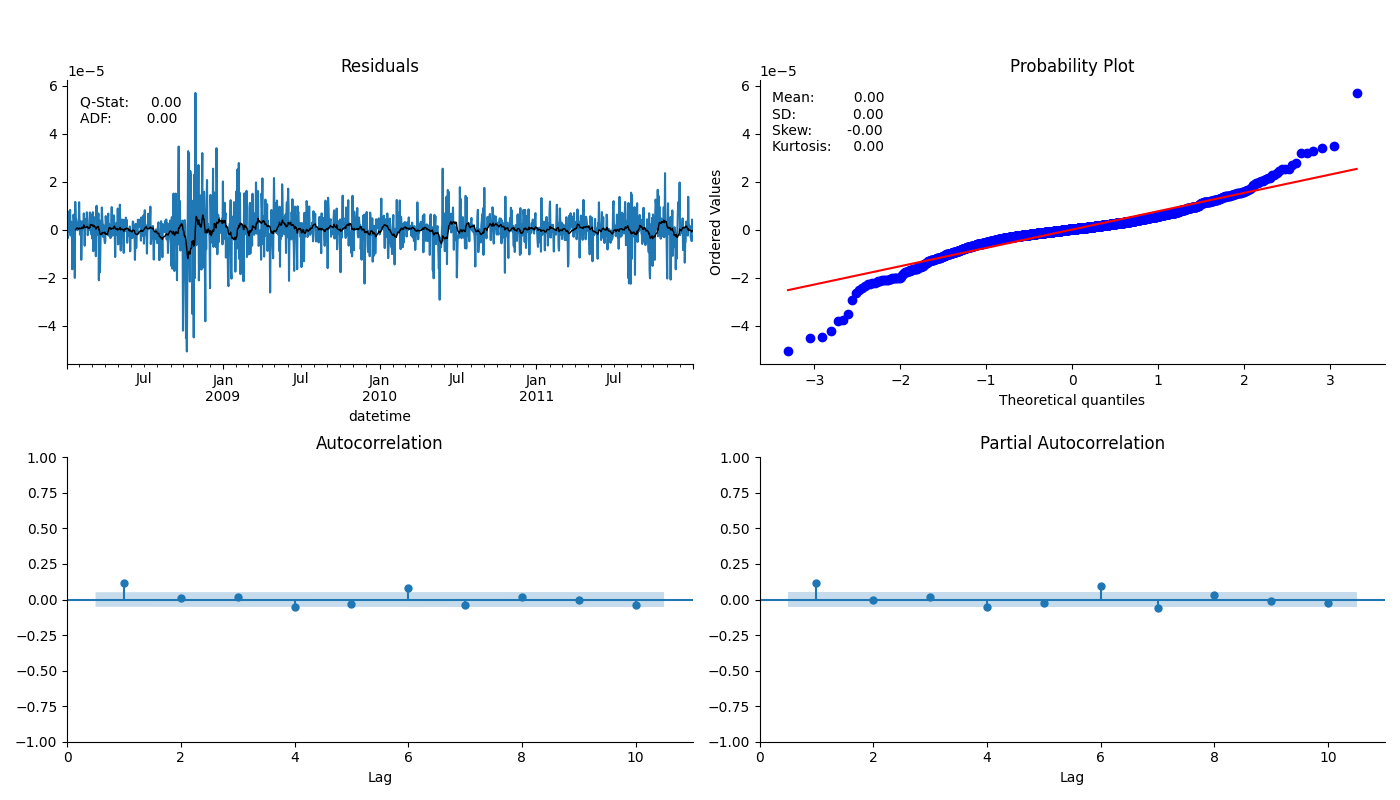 Residuals
1e−5
Q-Stat: 0.00
ADF: 0.00
6
4
2
0
−2
−4
Jul Jan Jul Jan Jul Jan Jul
2009 2010 2011
datetime
Probability Plot
1e−5
Mean: 0.00
SD: 0.00
Skew: -0.00
Kurtosis: 0.00
Ordered Values
6
4
2
0
−2
−4
−3 −2 −1 0 1 2 3
Theoretical quantiles
Autocorrelation
1.00
0.75
0.50
0.25
0.00
−0.25
−0.50
−0.75
−1.00
0 2 4 6 8 10
Lag
Partial Autocorrelation
1.00
0.75
0.50
0.25
0.00
−0.25
−0.50
−0.75
−1.00
0 2 4 6 8 10
Lag